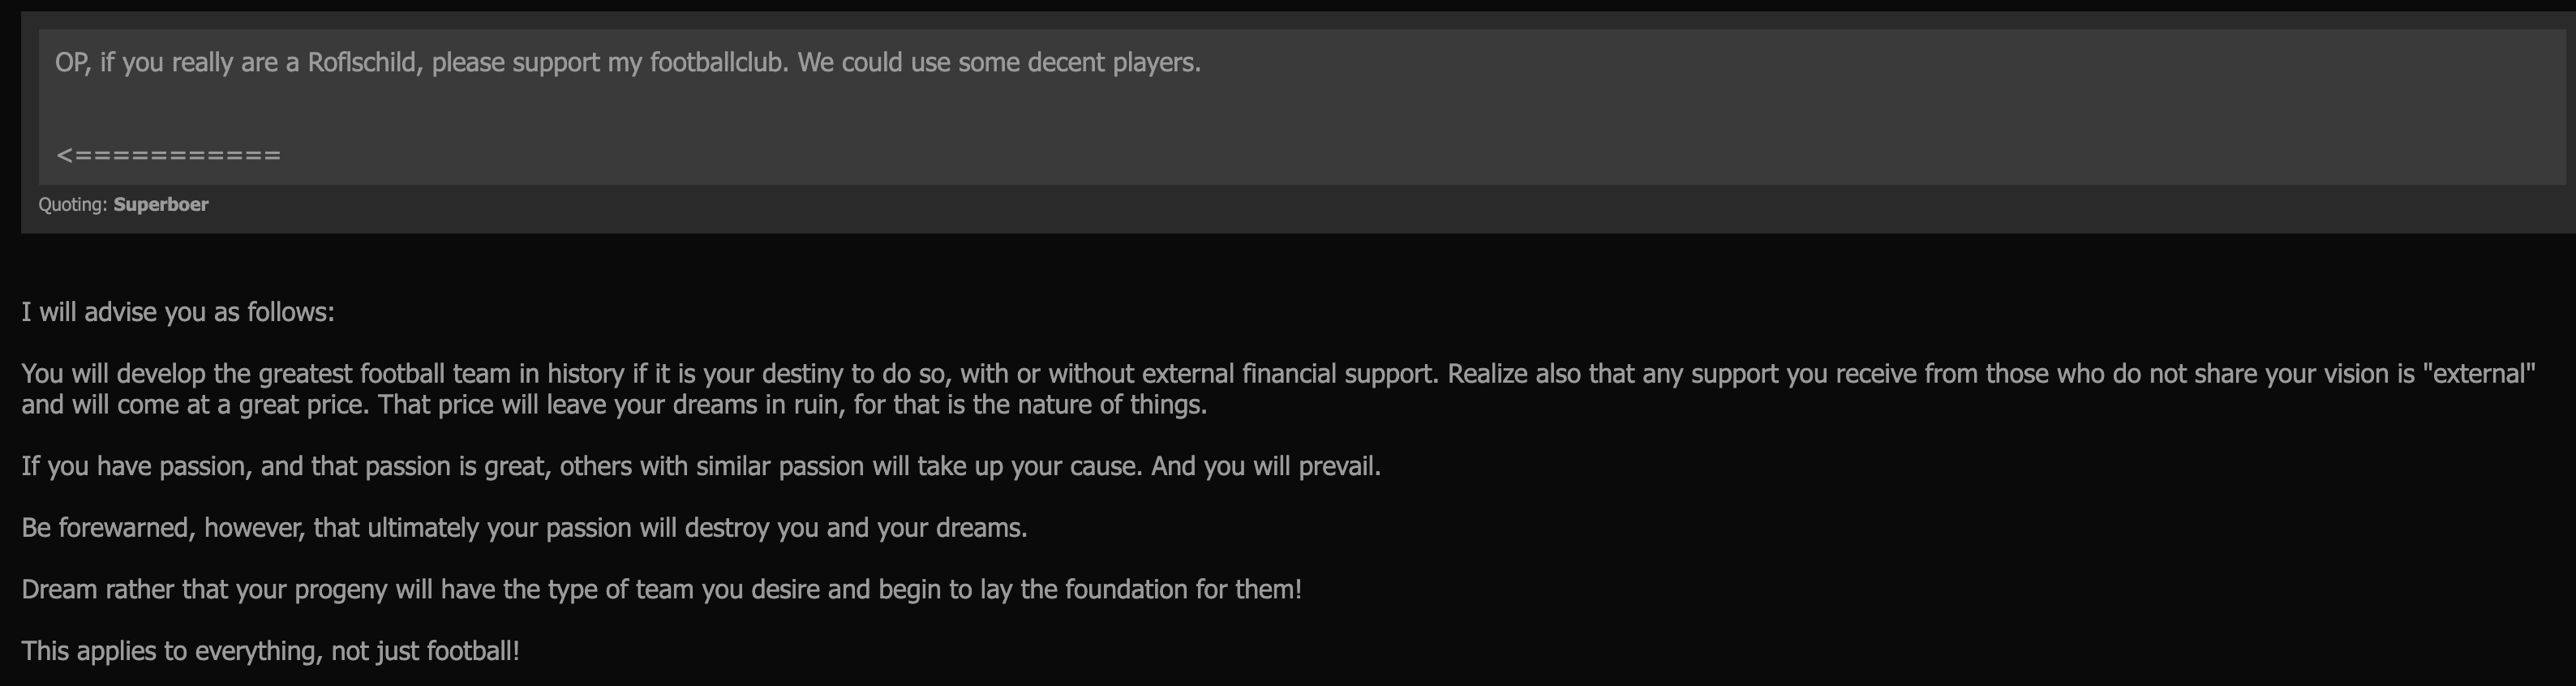 OP, if you really are a Roflschild, please support my footballclub. We could use some decent players.
<===========
Quoting: Superboer
I will advise you as follows:
You will develop the greatest football team in history if it is your destiny to do so, with or without external financial support. Realize also that any support you receive from those who do not share your vision is "external"
and will come at a great price. That price will leave your dreams in ruin, for that is the nature of things.
If you have passion, and that passion is great, others with similar passion will take up your cause. And you will prevail.
Be forewarned, however, that ultimately your passion will destroy you and your dreams.
Dream rather that your progeny will have the type of team you desire and begin to lay the foundation for them!
This applies to everything, not just football!